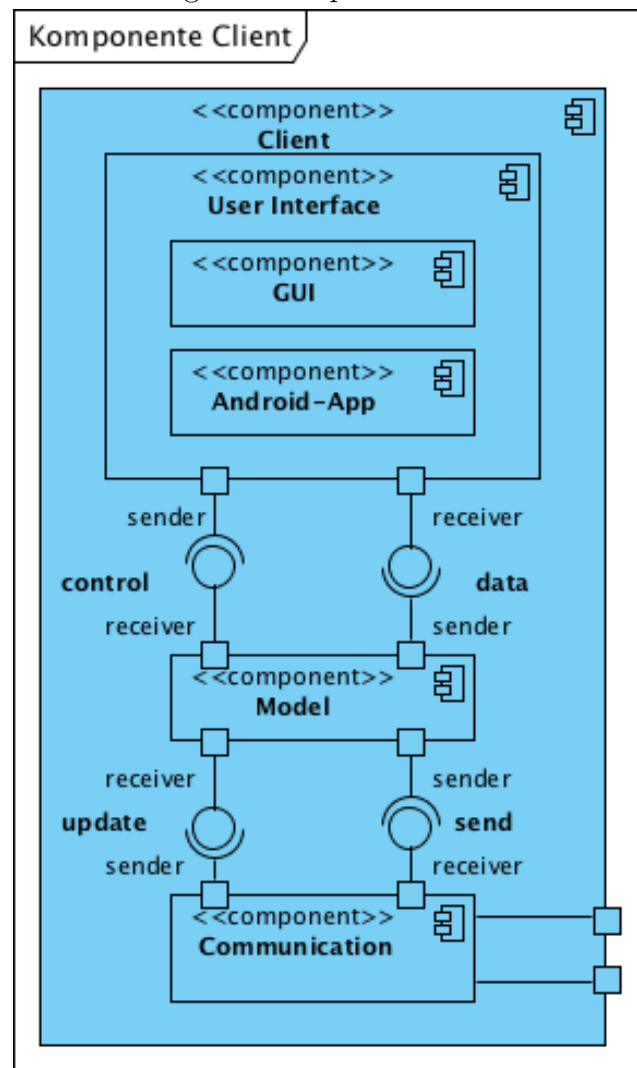 Komponente Client
<<component>>
Client
<<component>>
User Interface
<<component>>
GUI
<<component>>
Android-App
sender
receiver
control
data
receiver
sender
<<component>>
Model
receiver
sender
update
send
sender
receiver
<<component>>
Communication